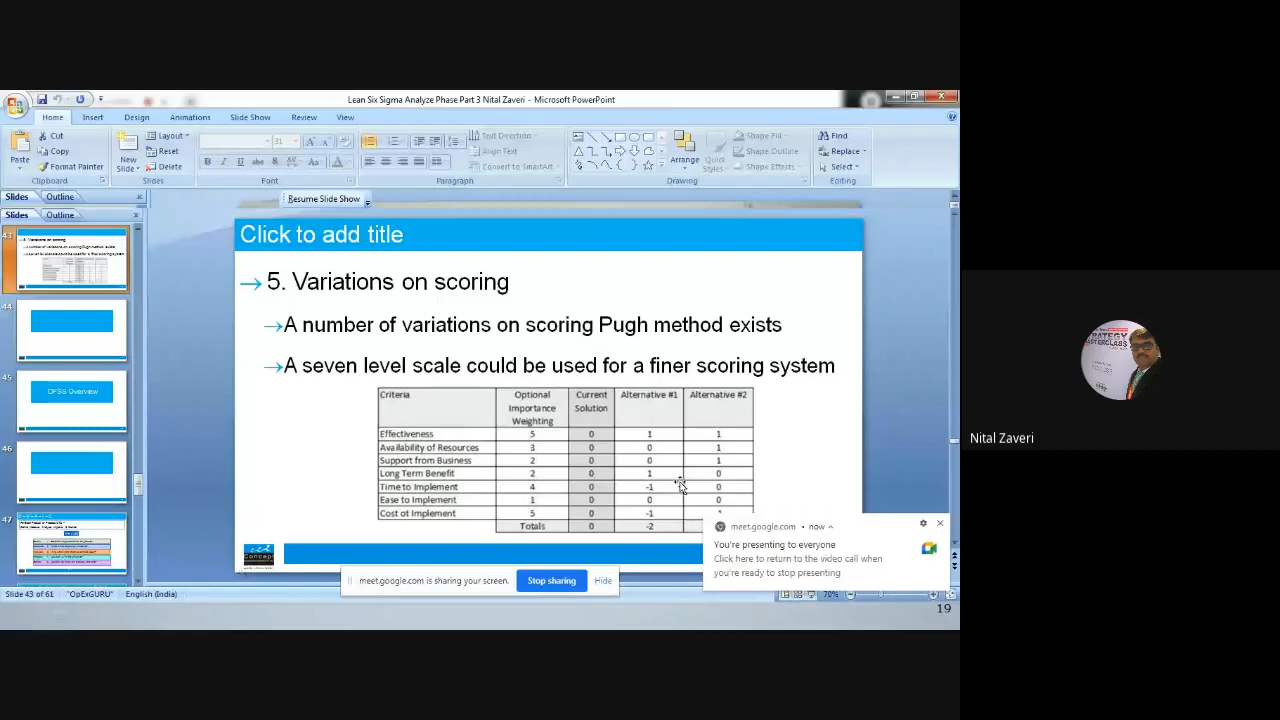 Lean Six Sigma Analyze Phase Part 3 Nital Zaveri - Microsoft PowerPoint
Home Insert Design Animations Slide Show Review View
Cut Layout 31 Text Direction Shape Fill Find
Paste Copy New Slide Reset Align Text Arrange Quick Styles Shape Outline Replace
Format Painter Delete Convert to SmartArt Shape Effects Select
Clipboard Slides Font Paragraph Drawing Editing
Slides Outline
Resume Slide Show
Slides Outline
43
44
45
DFSS Overview
46
47
Click to add title
5. Variations on scoring
A number of variations on scoring Pugh method exists
A seven level scale could be used for a finer scoring system
Criteria Optional Importance Weighting Current Solution Alternative #1 Alternative #2
Effectiveness 5 0 1 1
Availability of Resources 3 0 0 1
Support from Business 2 0 0 1
Long Term Benefit 2 0 1 0
Time to Implement 4 0 -1 0
Ease to Implement 1 0 0 0
Cost ot Implement 5 0 -1
Totals 0 -2
meet.google.com • now
You're presenting to everyone
Click here to return to the video call when
you're ready to stop presenting
meet.google.com is sharing your screen. Stop sharing Hide
Slide 43 of 61 "OpExGURU" English (India) 70%
19
Nital Zaveri